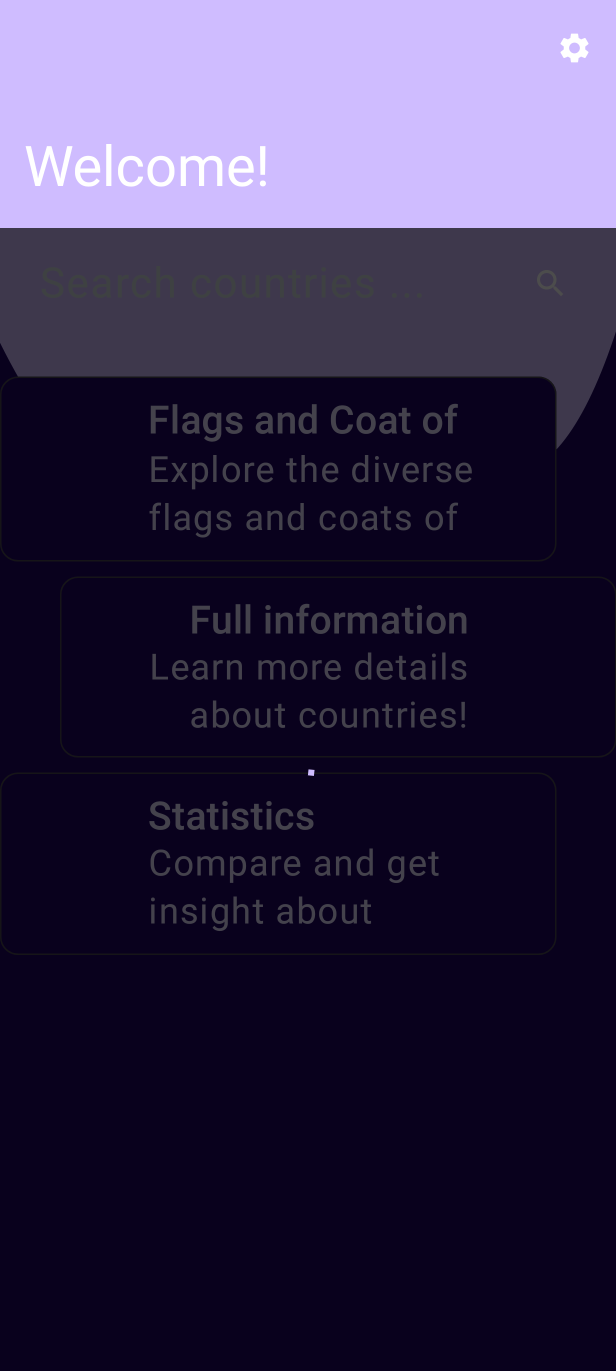 Welcome!
Search countries ...
Flags and Coat of
Explore the diverse
flags and coats of
Full information
Learn more details
about countries!
Statistics
Compare and get
insight about